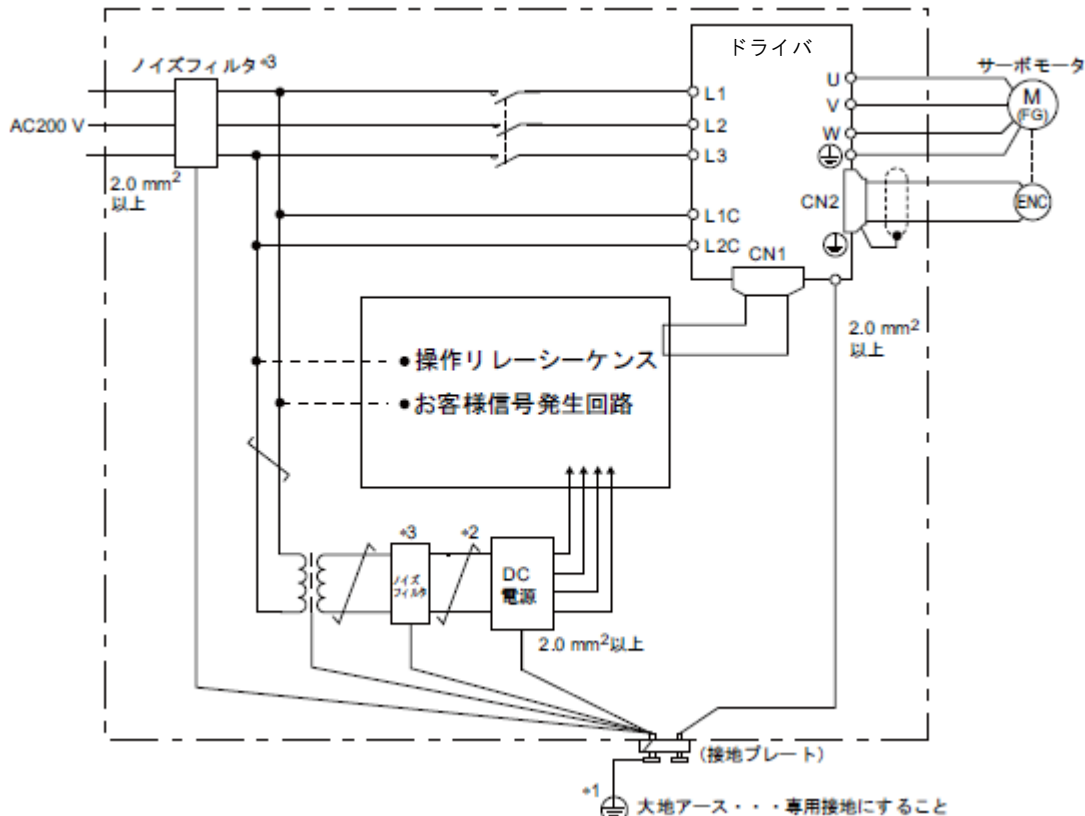 ノイズフィルタ*3
ドライバ
サーボモータ
AC200 V
2.0 mm²
以上
L1
L2
L3
L1C
L2C
U
V
W
CN2
CN1
M
(FG)
ENC
2.0 mm²
以上
●操作リレーシーケンス
●お客様信号発生回路
*3
*2
ノイズ
フィルタ
DC
電源
2.0 mm²以上
(接地プレート)
*1
大地アース・・・専用接地にすること